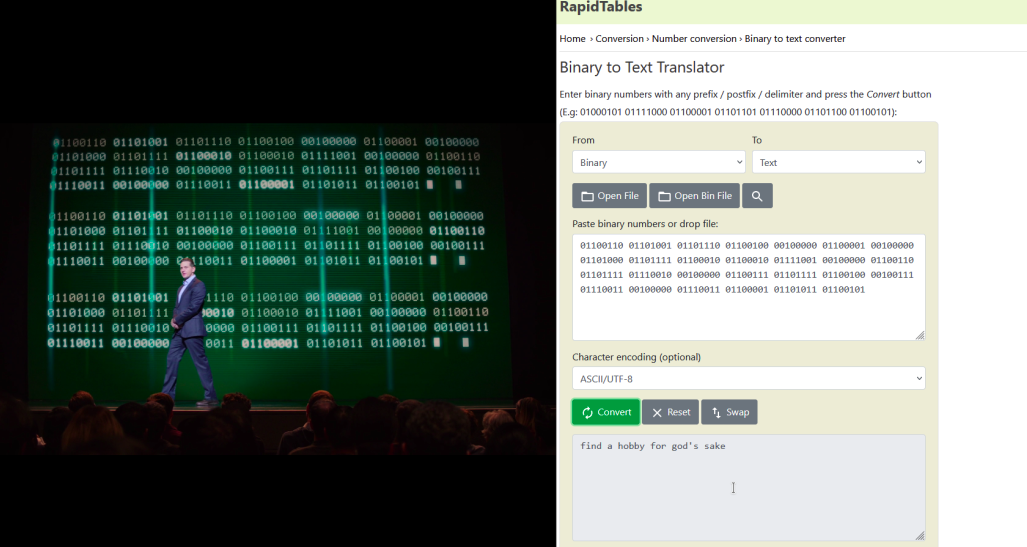 01100110 01101001 01101110 01100100 00100000 01100001 00100000
01101000 01101111 01100010 01100010 01111001 00100000 01100110
01101111 01110010 00100000 01100111 01101111 01100100 00100111
01110011 00100000 01110011 01100001 01101011 01100101
01100110 01101001 01101110 01100100 00100000 01100001 00100000
01101000 01101111 01100010 01100010 01111001 00100000 01100110
01101111 01110010 00100000 01100111 01101111 01100100 00100111
01110011 00100000 01110011 01100001 01101011 01100101
01100110 01101001 1110 01100100 00100000 01100001 00100000
01101000 01101111 00010 01100010 01111001 00100000 01100110
01101111 01110010 0000 01100111 01101111 01100100 00100111
01110011 00100000 0011 01100001 01101011 01100101
RapidTables
Home › Conversion › Number conversion › Binary to text converter
Binary to Text Translator
Enter binary numbers with any prefix / postfix / delimiter and press the Convert button
(E.g: 01000101 01111000 01100001 01101101 01110000 01101100 01100101):
From To
Binary Text
Open File Open Bin File
Paste binary numbers or drop file:
01100110 01101001 01101110 01100100 00100000 01100001 00100000
01101000 01101111 01100010 01100010 01111001 00100000 01100110
01101111 01110010 00100000 01100111 01101111 01100100 00100111
01110011 00100000 01110011 01100001 01101011 01100101
Character encoding (optional)
ASCII/UTF-8
Convert Reset Swap
find a hobby for god's sake